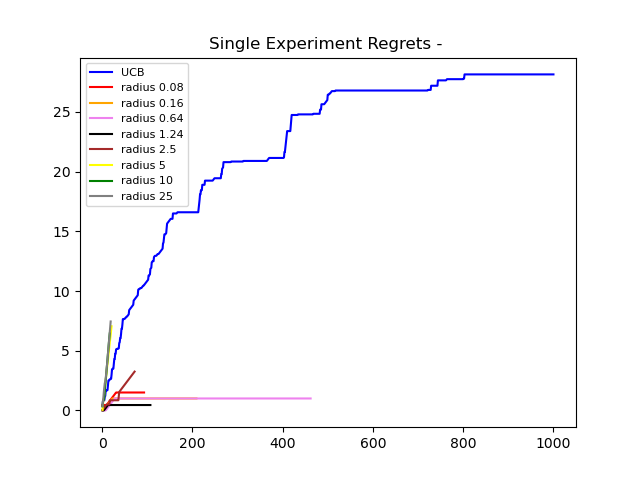 Single Experiment Regrets -
UCB
radius 0.08
radius 0.16
radius 0.64
radius 1.24
radius 2.5
radius 5
radius 10
radius 25
25
20
15
10
5
0
0 200 400 600 800 1000